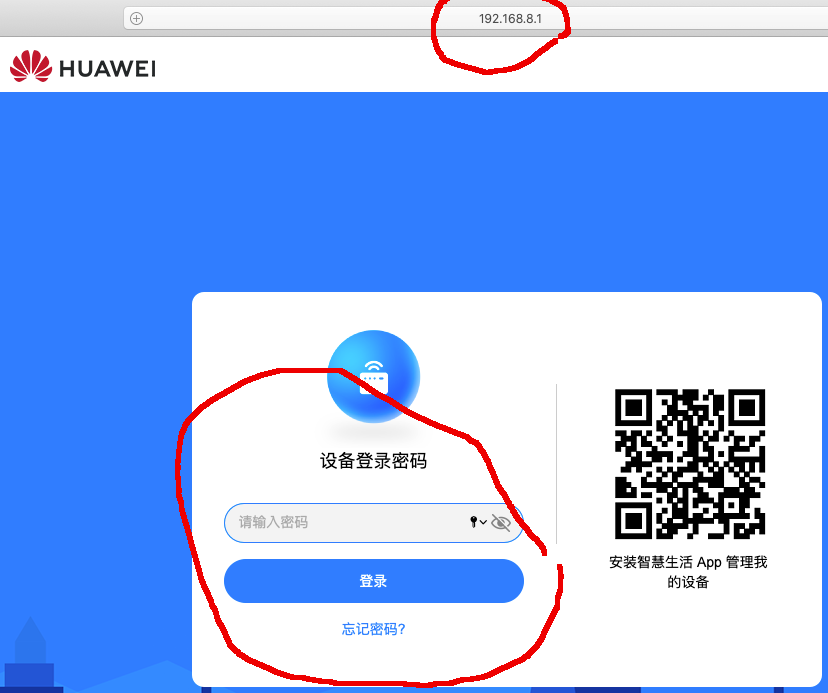 192.168.8.1
HUAWEI
设备登录密码
请输入密码
登录
忘记密码?
安装智慧生活 App 管理我
的设备